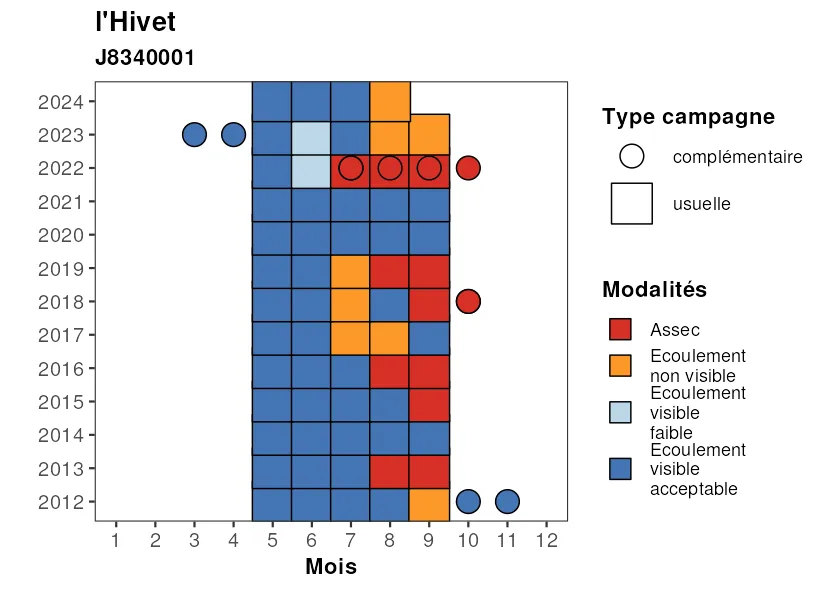 l'Hivet
J8340001
2024
2023
2022
2021
2020
2019
2018
2017
2016
2015
2014
2013
2012
1 2 3 4 5 6 7 8 9 10 11 12
Mois
Type campagne
complémentaire
usuelle
Modalités
Assec
Ecoulement
non visible
Ecoulement
visible
faible
Ecoulement
visible
acceptable